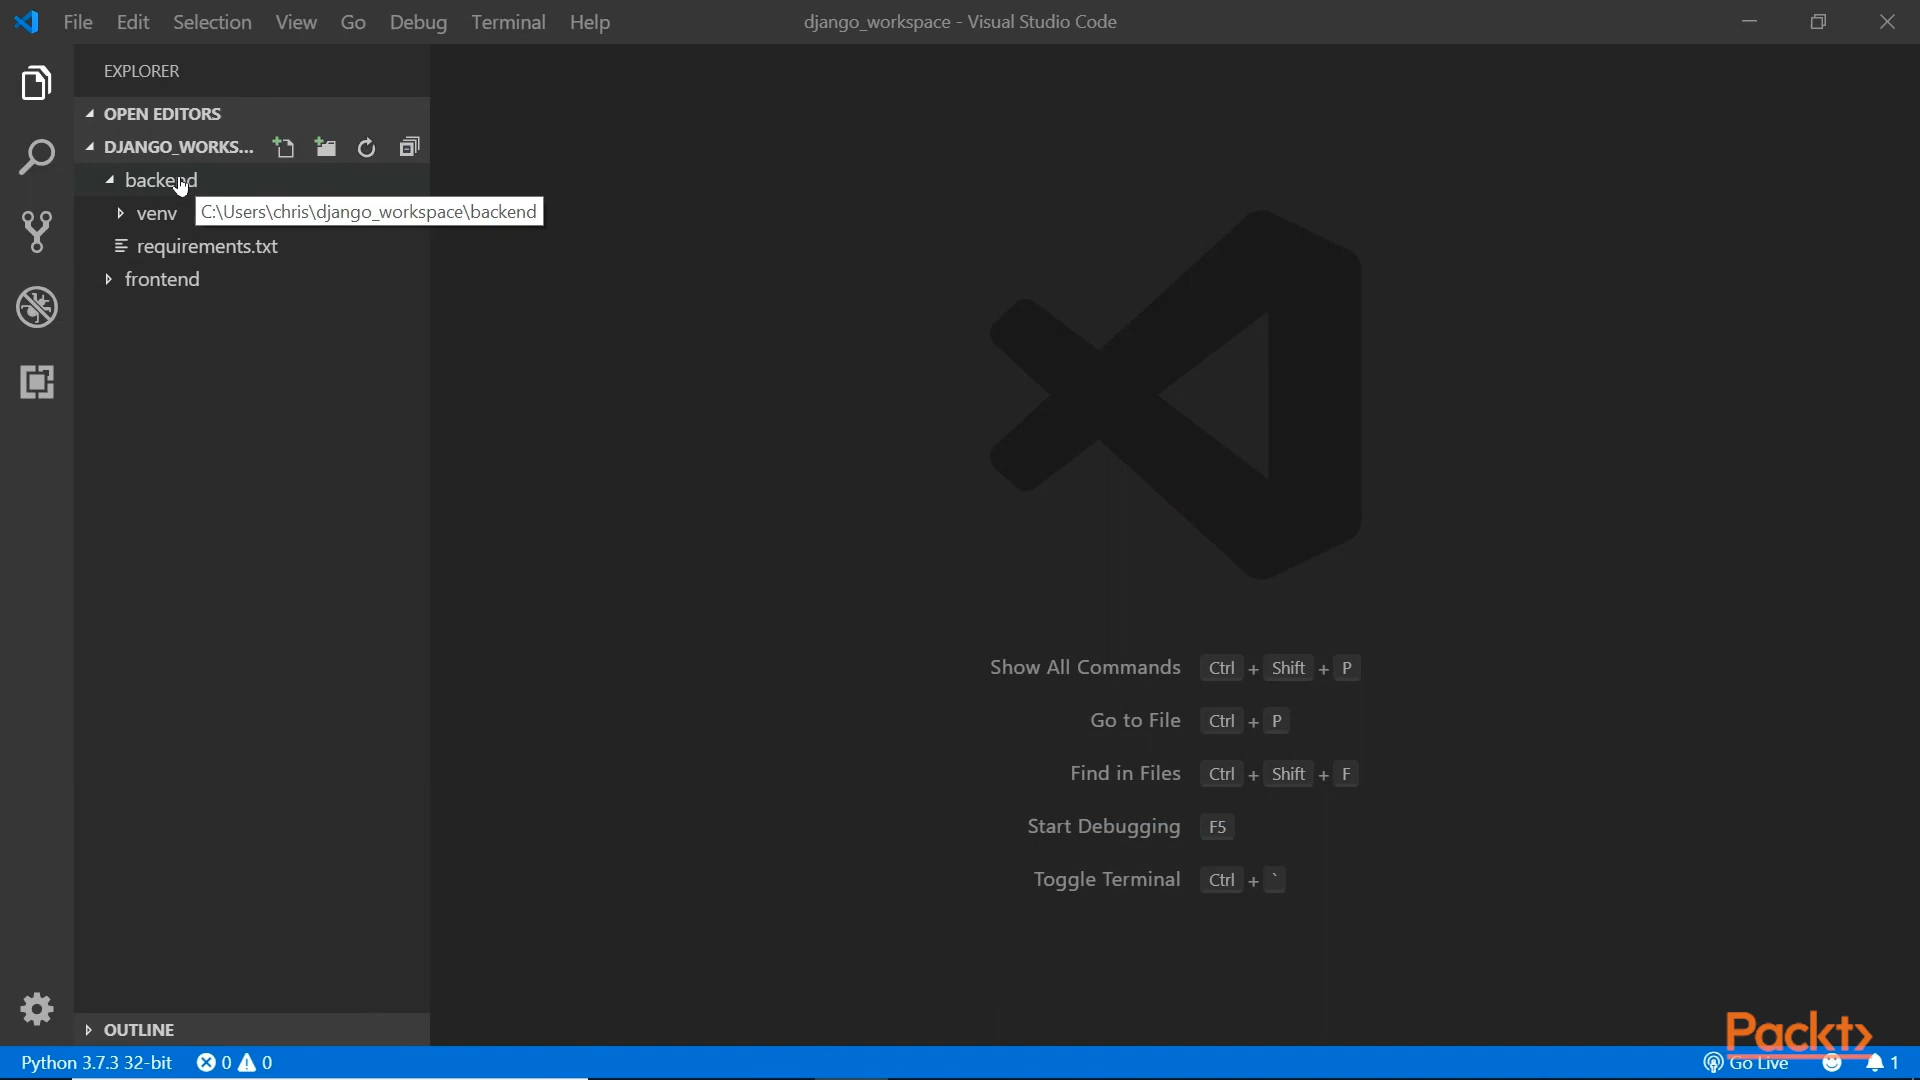 File Edit Selection View Go Debug Terminal Help django_workspace - Visual Studio Code
EXPLORER
OPEN EDITORS
DJANGO_WORKS...
backend
venv
C:\Users\chris\django_workspace\backend
requirements.txt
frontend
Show All Commands Ctrl + Shift + P
Go to File Ctrl + P
Find in Files Ctrl + Shift + F
Start Debugging F5
Toggle Terminal Ctrl + `
OUTLINE
Packt>
Python 3.7.3 32-bit 0 0 Go Live 1